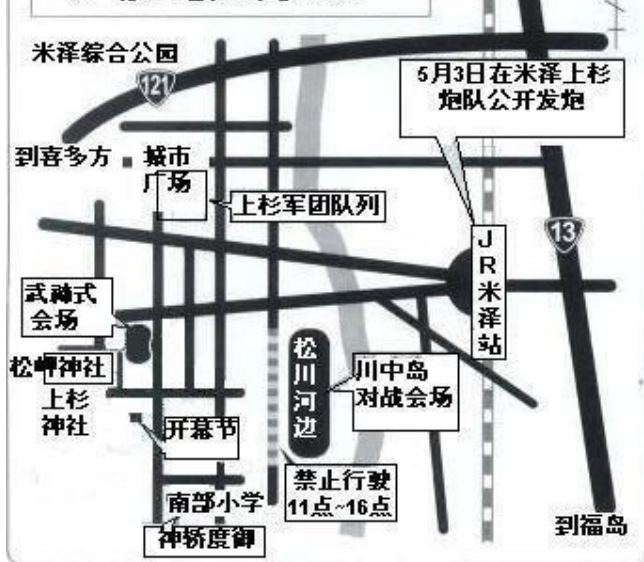 米泽综合公园
121
5月3日在米泽上杉
炮队公开发炮
到喜多方
城市
广场
上杉军团队列
13
JR米泽站
武神式
会场
松岬神社
上杉
神社
松川河边
川中岛
对战会场
开幕节
禁止行驶
11点~16点
南部小学
神轿度御
到福岛